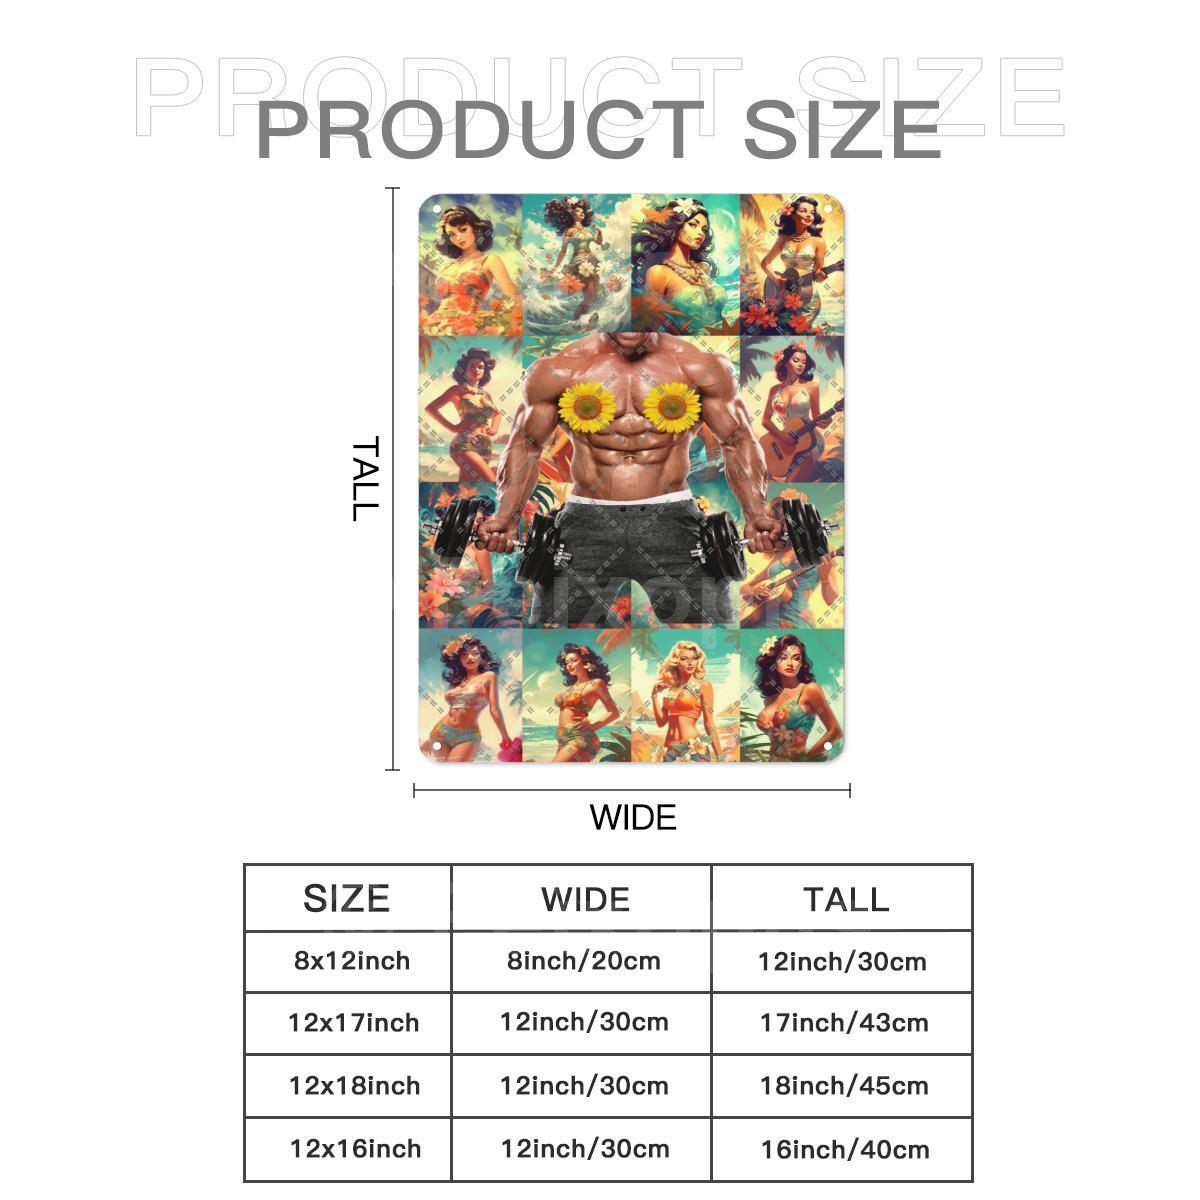 PRODUCT SIZE
PRODUCT SIZE
TALL
WIDE
SIZE WIDE TALL
8x12inch 8inch/20cm 12inch/30cm
12x17inch 12inch/30cm 17inch/43cm
12x18inch 12inch/30cm 18inch/45cm
12x16inch 12inch/30cm 16inch/40cm